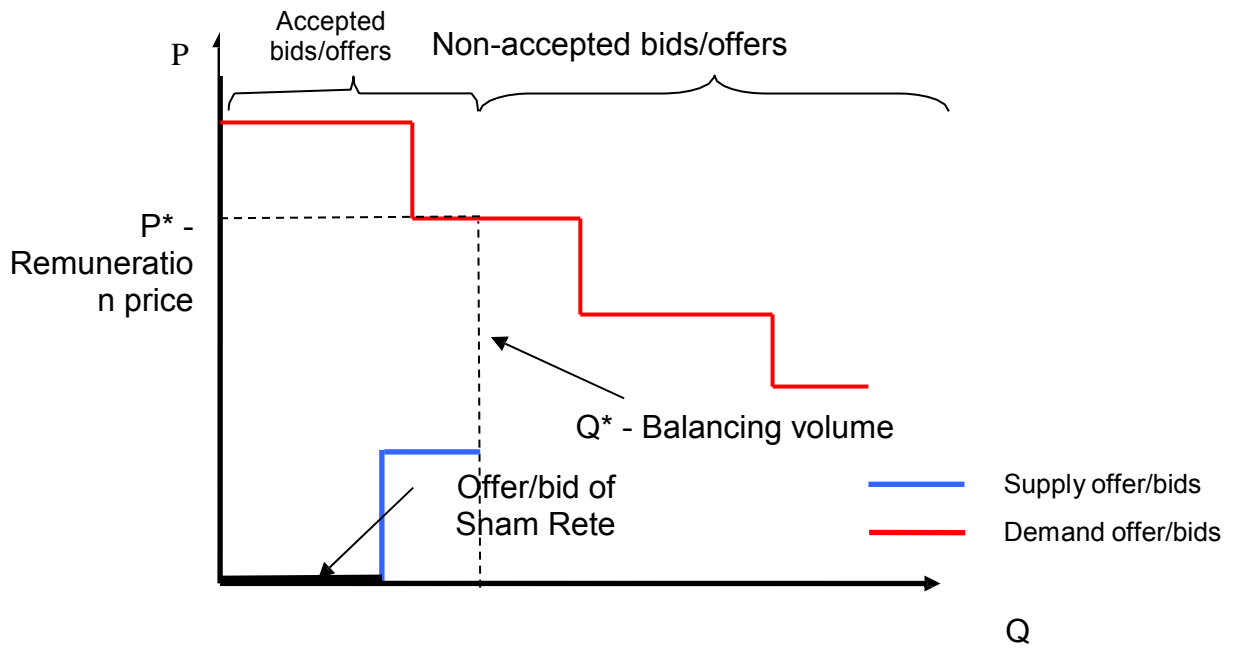 Accepted
bids/offers
Non-accepted bids/offers
P
P* -
Remuneratio
n price
Q* - Balancing volume
Offer/bid of
Snam Rete
Supply offer/bids
Demand offer/bids
Q